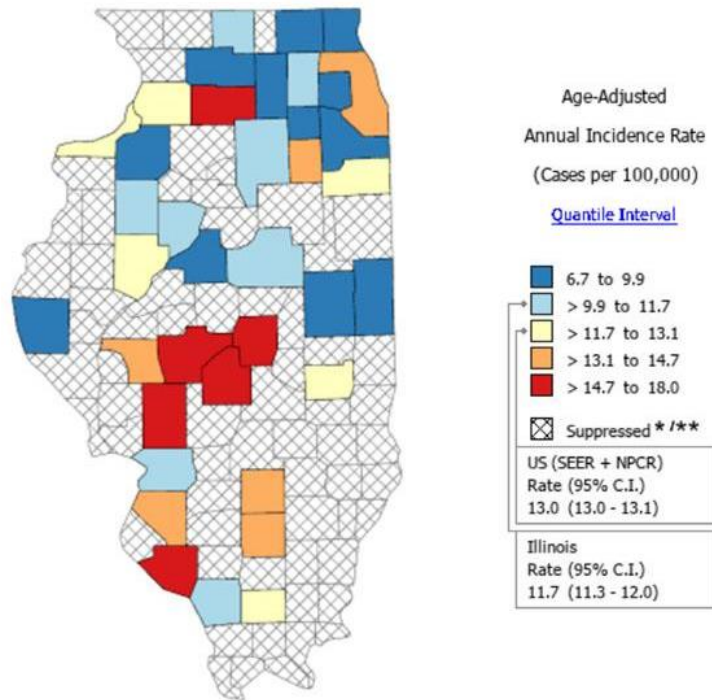 Age-Adjusted
Annual Incidence Rate
(Cases per 100,000)
Quantile Interval
6.7 to 9.9
> 9.9 to 11.7
> 11.7 to 13.1
> 13.1 to 14.7
> 14.7 to 18.0
Suppressed */**
US (SEER + NPCR)
Rate (95% C.I.)
13.0 (13.0 - 13.1)
Illinois
Rate (95% C.I.)
11.7 (11.3 - 12.0)